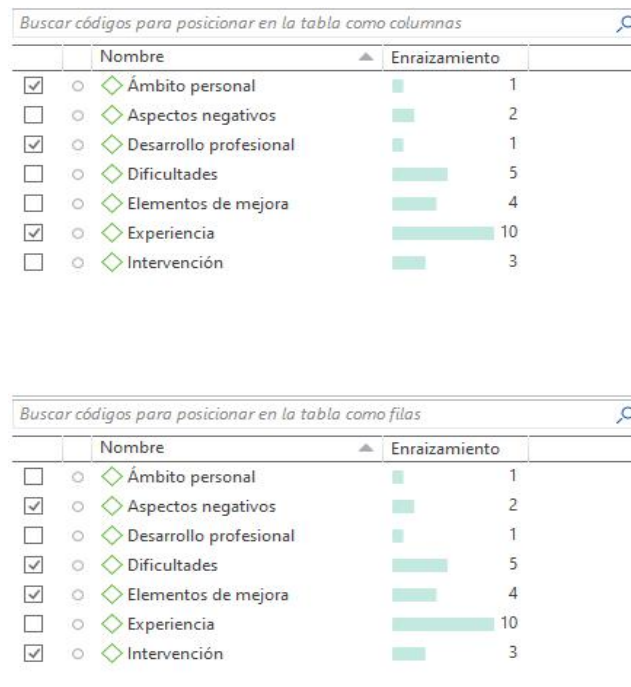 Buscar códigos para posicionar en la tabla como columnas
Nombre Enraizamiento
Ámbito personal 1
Aspectos negativos 2
Desarrollo profesional 1
Dificultades 5
Elementos de mejora 4
Experiencia 10
Intervención 3
Buscar códigos para posicionar en la tabla como filas
Nombre Enraizamiento
Ámbito personal 1
Aspectos negativos 2
Desarrollo profesional 1
Dificultades 5
Elementos de mejora 4
Experiencia 10
Intervención 3